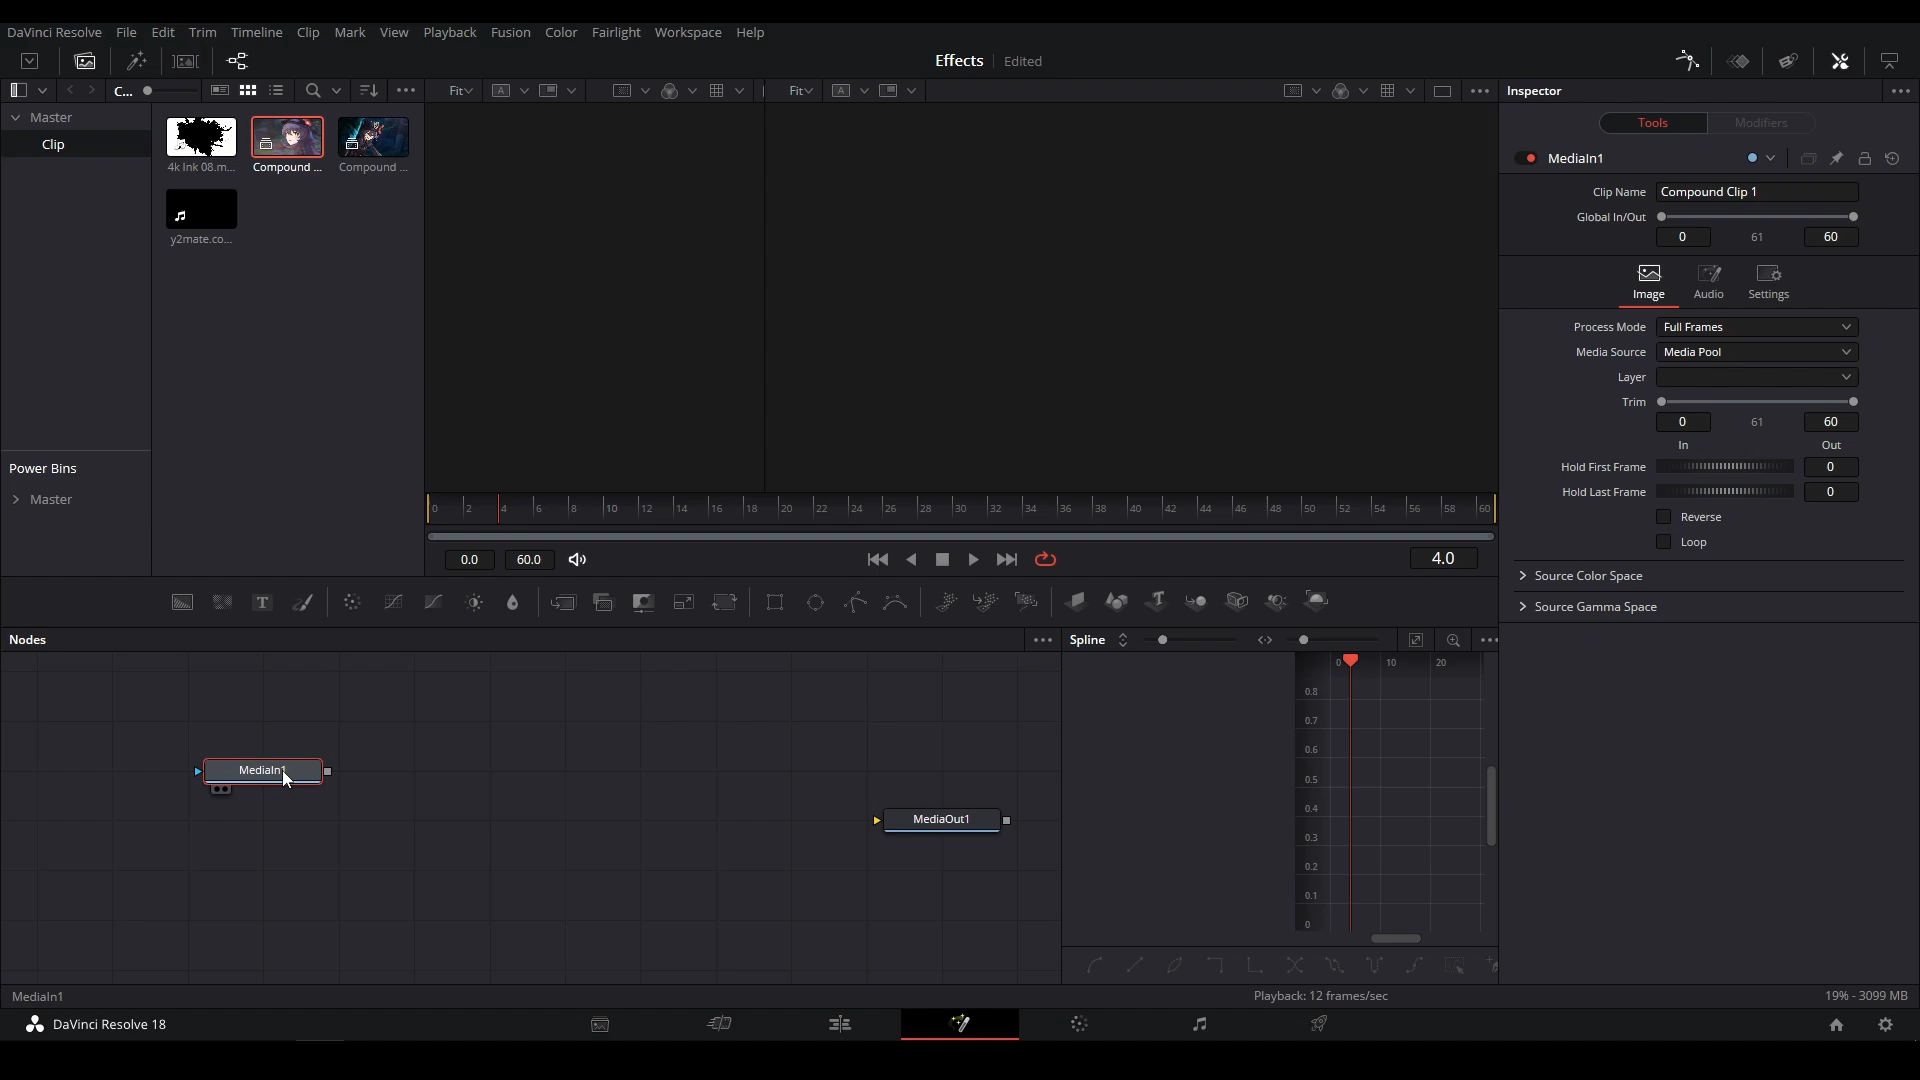 DaVinci Resolve File Edit Trim Timeline Clip Mark View Playback Fusion Color Fairlight Workspace Help
Effects Edited
C... Fit A Fit A Inspector
Master
Clip
4k Ink 08.m... Compound ... Compound ...
y2mate.co...
Power Bins
Master
Tools Modifiers
MediaIn1
Clip Name Compound Clip 1
Global In/Out
0 61 60
Image Audio Settings
Process Mode Full Frames
Media Source Media Pool
Layer
Trim
0 61 60
In Out
Hold First Frame 0
Hold Last Frame 0
Reverse
Loop
Source Color Space
Source Gamma Space
0 2 4 6 8 10 12 14 16 18 20 22 24 26 28 30 32 34 36 38 40 42 44 46 48 50 52 54 56 58 60
0.0 60.0 4.0
Nodes
Spline
0 10 20
0.8
0.7
0.6
0.5
0.4
0.3
0.2
0.1
0
MediaIn1
MediaOut1
MediaIn1 Playback: 12 frames/sec 19% - 3099 MB
DaVinci Resolve 18